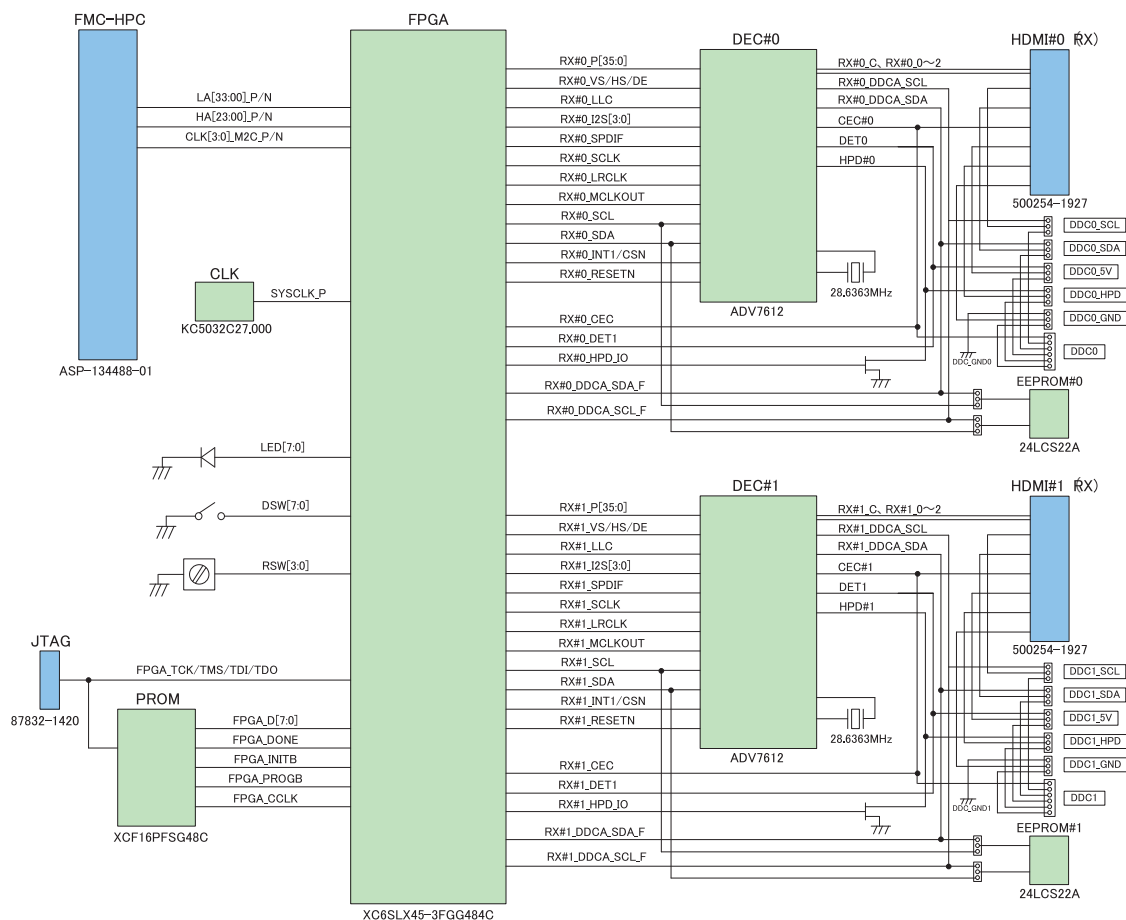 FMC-HPC
LA[33:00]_P/N
HA[23:00]_P/N
CLK[3:0]_M2C_P/N
ASP-134488-01
CLK
SYSCLK_P
KC5032C27.000
LED[7:0]
DSW[7:0]
RSW[3:0]
JTAG
FPGA_TCK/TMS/TDI/TDO
87832-1420
PROM
FPGA_D[7:0]
FPGA_DONE
FPGA_INITB
FPGA_PROGB
FPGA_CCLK
XCF16PFSG48C
FPGA
XC6SLX45-3FGG484C
RX#0_P[35:0]
RX#0_VS/HS/DE
RX#0_LLC
RX#0_I2S[3:0]
RX#0_SPDIF
RX#0_SCLK
RX#0_LRCLK
RX#0_MCLKOUT
RX#0_SCL
RX#0_SDA
RX#0_INT1/CSN
RX#0_RESETN
RX#0_CEC
RX#0_DET1
RX#0_HPD_IO
RX#0_DDCA_SDA_F
RX#0_DDCA_SCL_F
DEC#0
ADV7612
RX#0_C、RX#0_0～2
RX#0_DDCA_SCL
RX#0_DDCA_SDA
CEC#0
DET0
HPD#0
28.6363MHz
HDMI#0 (RX)
500254-1927
DDC0_SCL
DDC0_SDA
DDC0_5V
DDC0_HPD
DDC0_GND
DDC0
DDC_GND0
EEPROM#0
24LCS22A
RX#1_P[35:0]
RX#1_VS/HS/DE
RX#1_LLC
RX#1_I2S[3:0]
RX#1_SPDIF
RX#1_SCLK
RX#1_LRCLK
RX#1_MCLKOUT
RX#1_SCL
RX#1_SDA
RX#1_INT1/CSN
RX#1_RESETN
RX#1_CEC
RX#1_DET1
RX#1_HPD_IO
RX#1_DDCA_SDA_F
RX#1_DDCA_SCL_F
DEC#1
ADV7612
RX#1_C、RX#1_0～2
RX#1_DDCA_SCL
RX#1_DDCA_SDA
CEC#1
DET1
HPD#1
28.6363MHz
HDMI#1 (RX)
500254-1927
DDC1_SCL
DDC1_SDA
DDC1_5V
DDC1_HPD
DDC1_GND
DDC1
DDC_GND1
EEPROM#1
24LCS22A